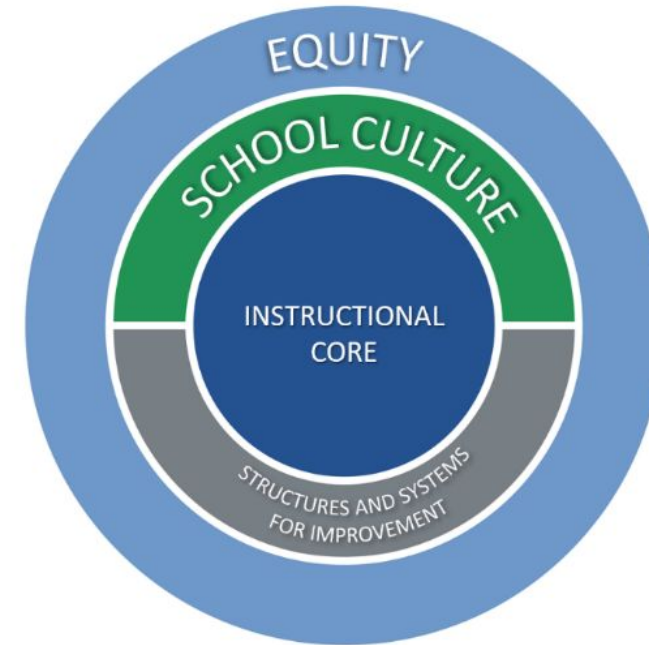 EQUITY
SCHOOL CULTURE
INSTRUCTIONAL
CORE
STRUCTURES AND SYSTEMS
FOR IMPROVEMENT